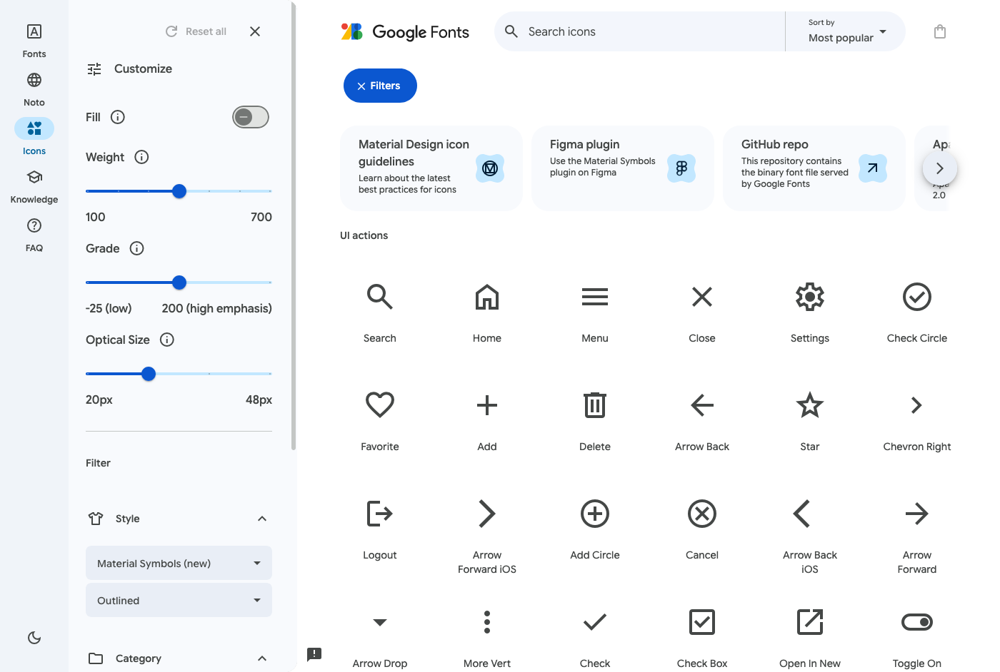 Fonts
Noto
Icons
Knowledge
FAQ
Reset all
Customize
Fill
Weight
100
700
Grade
-25 (low)
200 (high emphasis)
Optical Size
20px
48px
Filter
Style
Material Symbols (new)
Outlined
Category
Google Fonts
Search icons
Sort by
Most popular
Filters
Material Design icon
guidelines
Learn about the latest
best practices for icons
Figma plugin
Use the Material Symbols
plugin on Figma
GitHub repo
This repository contains
the binary font file served
by Google Fonts
2.0
UI actions
Search
Home
Menu
Close
Settings
Check Circle
Favorite
Add
Delete
Arrow Back
Star
Chevron Right
Logout
Arrow
Forward iOS
Add Circle
Cancel
Arrow Back
iOS
Arrow
Forward
Arrow Drop
More Vert
Check
Check Box
Open In New
Toggle On